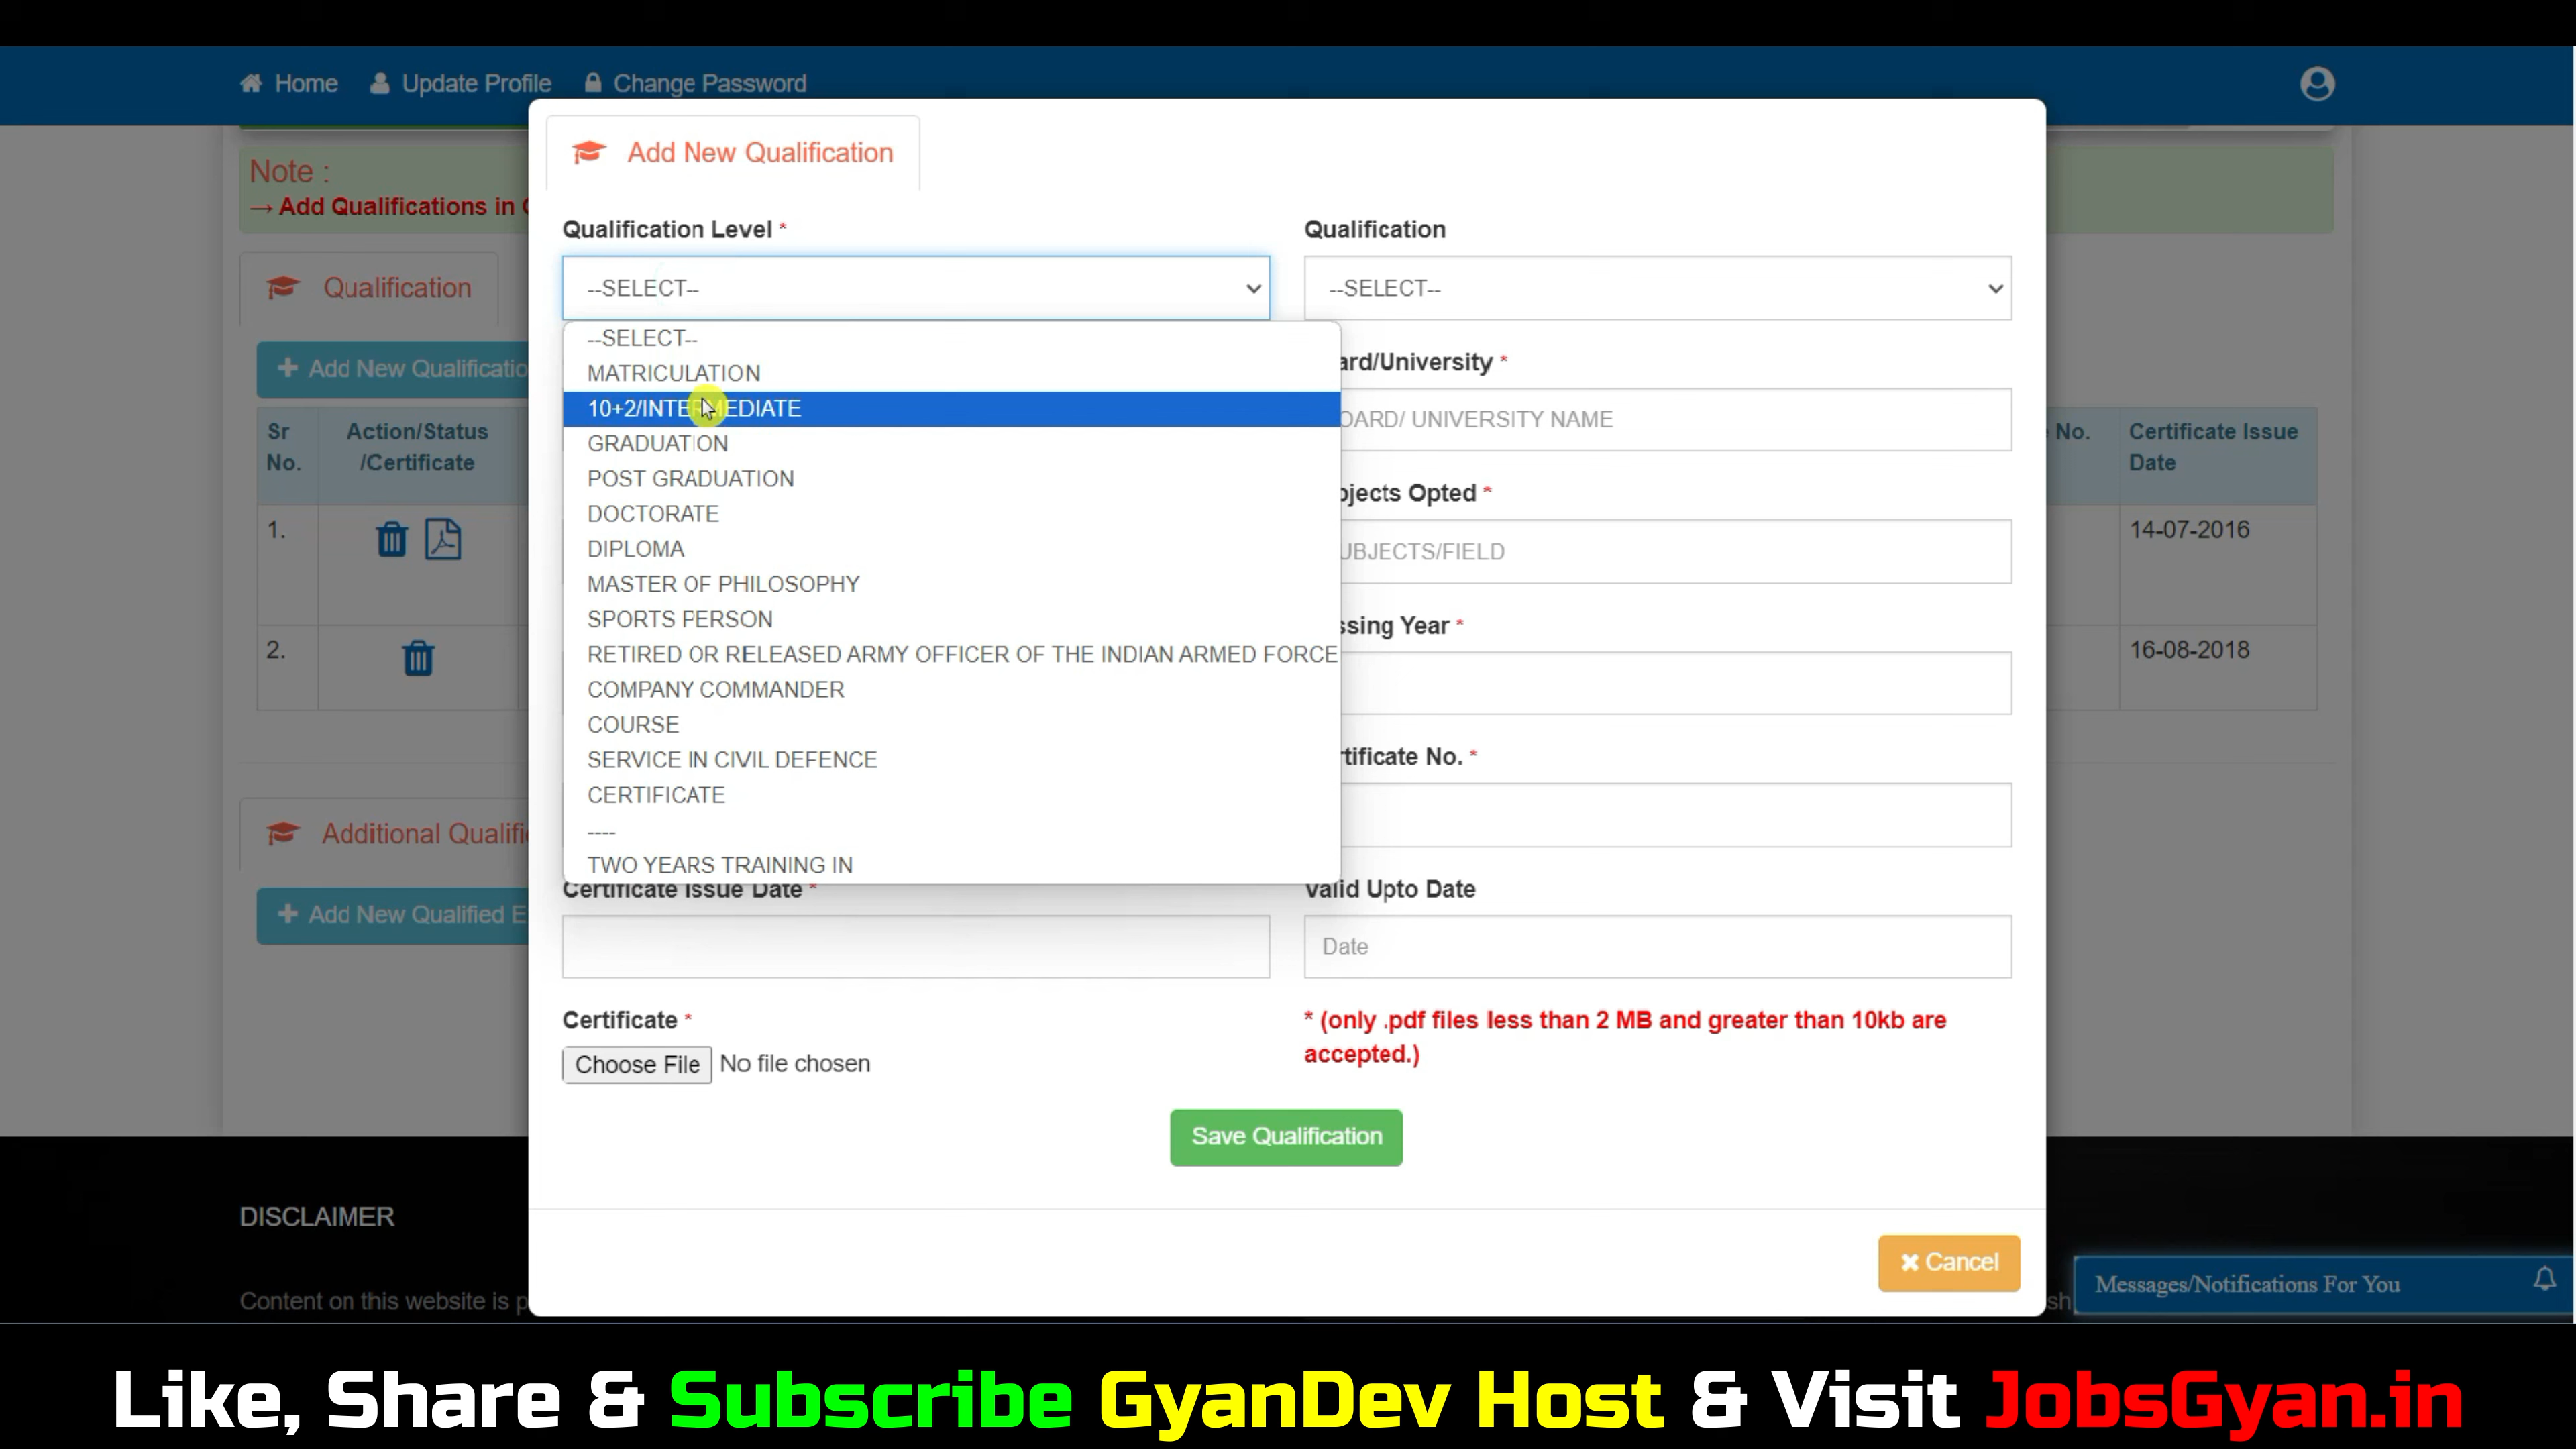 Home Update Profile Change Password
Note :
→ Add Qualifications in
Qualification
+ Add New Qualificatio
Sr No.
Action/Status /Certificate
1.
2.
Additional Qualifi
+ Add New Qualified E
Add New Qualification
Qualification Level *
--SELECT--
--SELECT--
MATRICULATION
10+2/INTERMEDIATE
GRADUATION
POST GRADUATION
DOCTORATE
DIPLOMA
MASTER OF PHILOSOPHY
SPORTS PERSON
RETIRED OR RELEASED ARMY OFFICER OF THE INDIAN ARMED FORCE
COMPANY COMMANDER
COURSE
SERVICE IN CIVIL DEFENCE
CERTIFICATE
----
TWO YEARS TRAINING IN
Qualification
--SELECT--
ard/University *
OARD/ UNIVERSITY NAME
bjects Opted *
UBJECTS/FIELD
ssing Year *
rtificate No. *
Certificate Issue Date *
Valid Upto Date
Date
Certificate *
Choose File No file chosen
* (only .pdf files less than 2 MB and greater than 10kb are
accepted.)
Save Qualification
Cancel
No.
Certificate Issue
Date
14-07-2016
16-08-2018
DISCLAIMER
Content on this website is p
sh
Messages/Notifications For You
Like, Share & Subscribe GyanDev Host & Visit JobsGyan.in